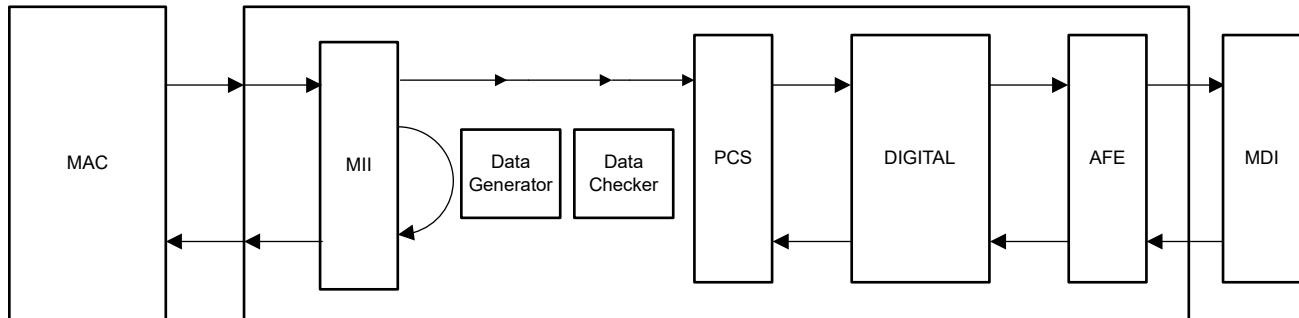 MAC
MII
Data
Generator
Data
Checker
PCS
DIGITAL
AFE
MDI